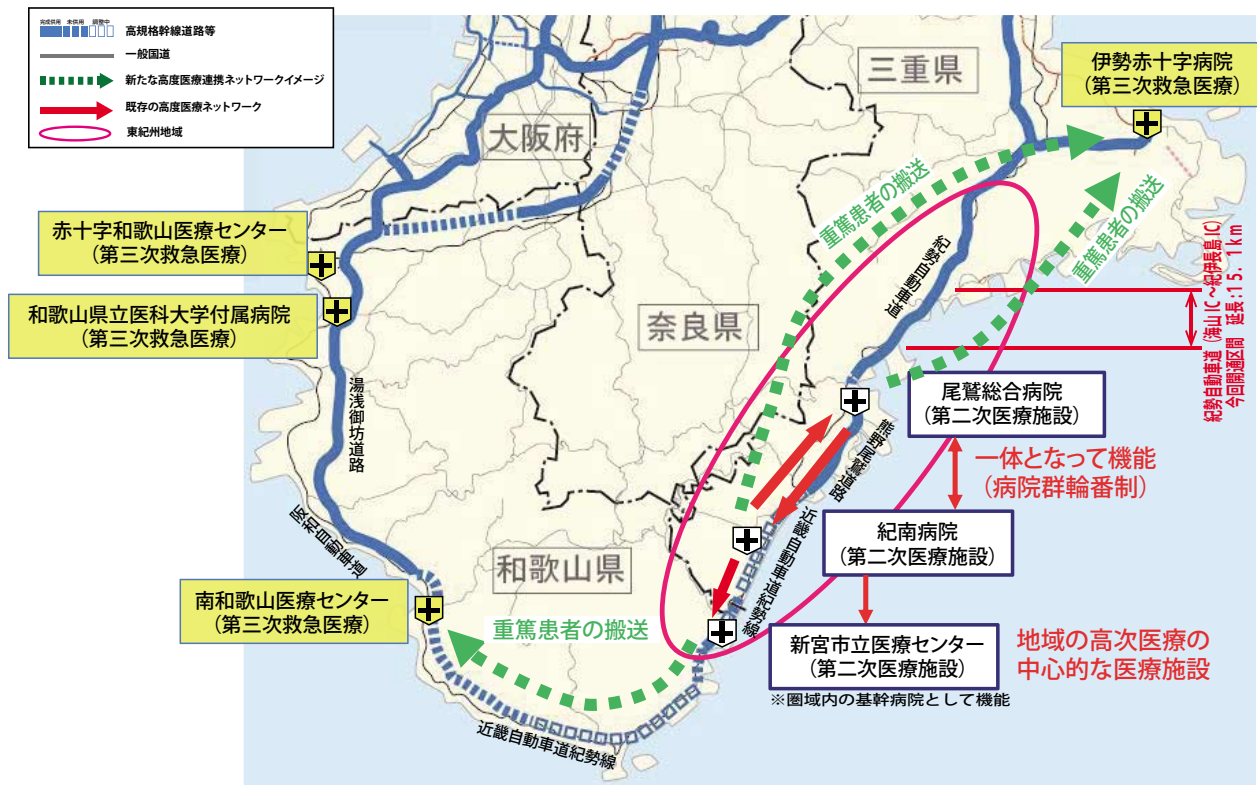 完成供用 未供用 調整中
高規格幹線道路等
一般国道
新たな高度医療連携ネットワークイメージ
既存の高度医療ネットワーク
東紀州地域
三重県
伊勢赤十字病院
(第三次救急医療)
大阪府
重篤患者の搬送
重篤患者の搬送
赤十字和歌山医療センター
(第三次救急医療)
紀勢自動車道
紀勢自動車道 (海山IC～紀伊長島IC)
今回開通区間 延長:15.1km
和歌山県立医科大学付属病院
(第三次救急医療)
奈良県
湯浅御坊道路
尾鷲総合病院
(第二次医療施設)
熊野尾鷲道路
一体となって機能
(病院群輪番制)
阪和自動車道
近畿自動車道紀勢線
紀南病院
(第二次医療施設)
和歌山県
南和歌山医療センター
(第三次救急医療)
重篤患者の搬送
新宮市立医療センター
(第二次医療施設)
地域の高次医療の
中心的な医療施設
※圏域内の基幹病院として機能
近畿自動車道紀勢線